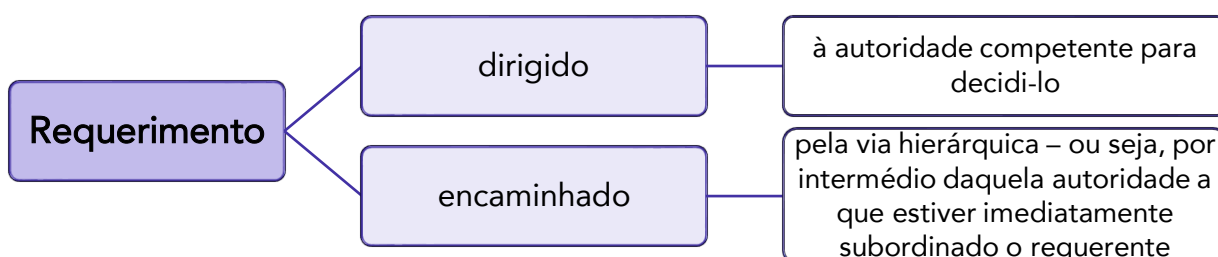 Requerimento
dirigido
à autoridade competente para
decidi-lo
encaminhado
pela via hierárquica – ou seja, por
intermédio daquela autoridade a
que estiver imediatamente
subordinado o requerente